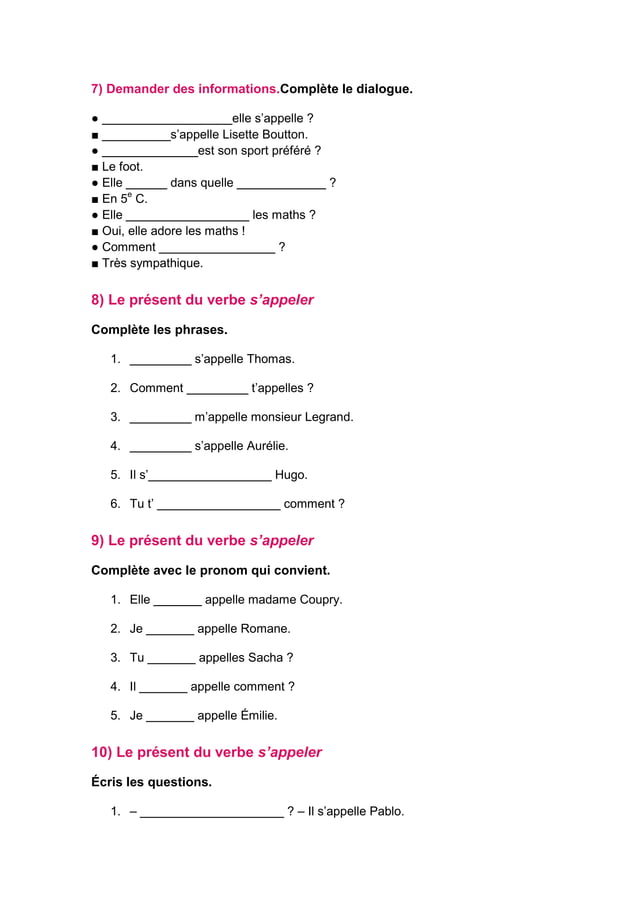 7) Demander des informations.Complète le dialogue.
● ___________________elle s’appelle ?
■ __________s’appelle Lisette Boutton.
● ______________est son sport préféré ?
■ Le foot.
● Elle ______ dans quelle _____________ ?
■ En 5e C.
● Elle __________________ les maths ?
■ Oui, elle adore les maths !
● Comment _________________ ?
■ Très sympathique.
8) Le présent du verbe s’appeler
Complète les phrases.
1. _________ s’appelle Thomas.
2. Comment _________ t’appelles ?
3. _________ m’appelle monsieur Legrand.
4. _________ s’appelle Aurélie.
5. Il s’__________________ Hugo.
6. Tu t’ __________________ comment ?
9) Le présent du verbe s’appeler
Complète avec le pronom qui convient.
1. Elle _______ appelle madame Coupry.
2. Je _______ appelle Romane.
3. Tu _______ appelles Sacha ?
4. Il _______ appelle comment ?
5. Je _______ appelle Émilie.
10) Le présent du verbe s’appeler
Écris les questions.
1. – _____________________ ? – Il s’appelle Pablo.